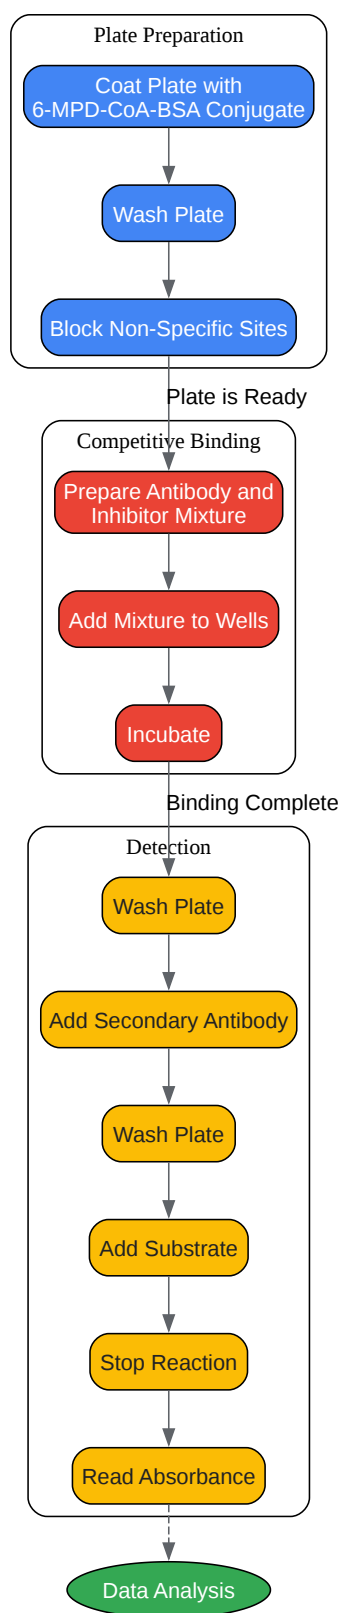 Plate Preparation
Coat Plate with
6-MPD-CoA-BSA Conjugate
Wash Plate
Block Non-Specific Sites
Plate is Ready
Competitive Binding
Prepare Antibody and
Inhibitor Mixture
Add Mixture to Wells
Incubate
Binding Complete
Detection
Wash Plate
Add Secondary Antibody
Wash Plate
Add Substrate
Stop Reaction
Read Absorbance
Data Analysis